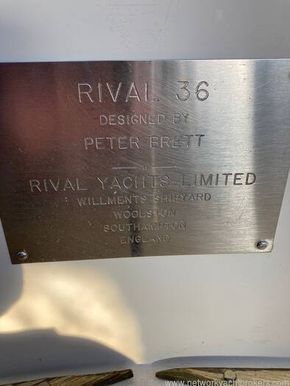 RIVAL 36
DESIGNED BY
PETER BRETT
RIVAL YACHTS LIMITED
WILLMENTS SHIPYARD
WOOLSTON
SOUTHAMPTON
ENGLAND
www.networkyachtbrokers.com